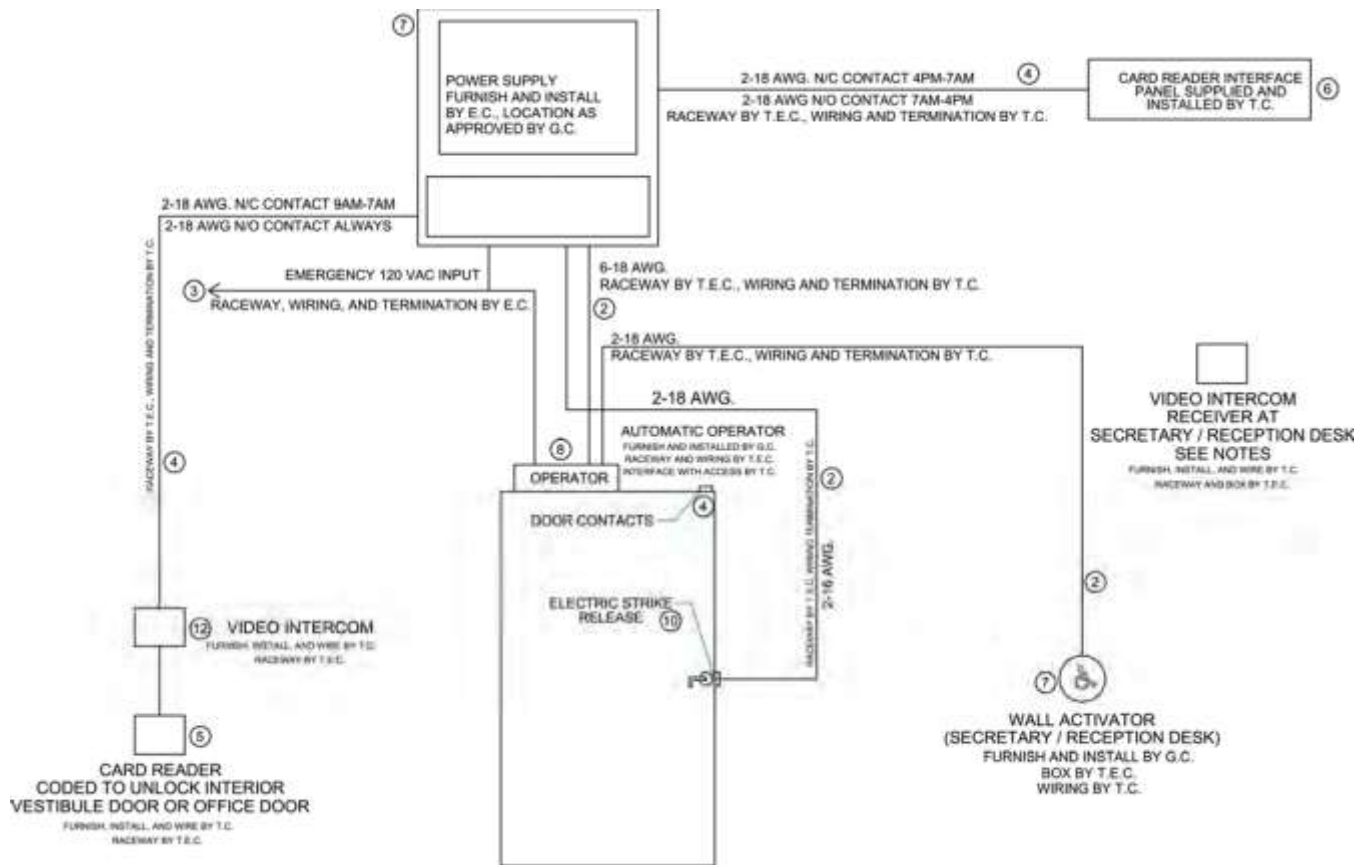 7
POWER SUPPLY
FURNISH AND INSTALL
BY E.C., LOCATION AS
APPROVED BY G.C.
2-18 AWG. N/C CONTACT 4PM-7AM
4
2-18 AWG N/O CONTACT 7AM-4PM
RACEWAY BY T.E.C., WIRING AND TERMINATION BY T.C.
CARD READER INTERFACE
PANEL SUPPLIED AND
INSTALLED BY T.C.
6
2-18 AWG. N/C CONTACT 9AM-7AM
2-18 AWG N/O CONTACT ALWAYS
RACEWAY BY T.E.C., WIRING AND TERMINATION BY T.C.
4
EMERGENCY 120 VAC INPUT
3
RACEWAY, WIRING, AND TERMINATION BY E.C.
6-18 AWG.
RACEWAY BY T.E.C., WIRING AND TERMINATION BY T.C.
2
2-18 AWG.
RACEWAY BY T.E.C., WIRING AND TERMINATION BY T.C.
2-18 AWG.
AUTOMATIC OPERATOR
FURNISH AND INSTALLED BY G.C.
RACEWAY AND WIRING BY T.E.C.
INTERFACE WITH ACCESS BY T.C.
8
OPERATOR
DOOR CONTACTS
4
ELECTRIC STRIKE
RELEASE
10
RACEWAY BY T.E.C. WIRING TERMINATION BY T.C.
2
2-16 AWG.
VIDEO INTERCOM
RECEIVER AT
SECRETARY / RECEPTION DESK
SEE NOTES
FURNISH, INSTALL, AND WIRE BY T.C.
RACEWAY AND BOX BY T.E.C.
2
7
WALL ACTIVATOR
(SECRETARY / RECEPTION DESK)
FURNISH AND INSTALL BY G.C.
BOX BY T.E.C.
WIRING BY T.C.
12
VIDEO INTERCOM
FURNISH, INSTALL, AND WIRE BY T.C.
RACEWAY BY T.E.C.
5
CARD READER
CODED TO UNLOCK INTERIOR
VESTIBULE DOOR OR OFFICE DOOR
FURNISH, INSTALL, AND WIRE BY T.C.
RACEWAY BY T.E.C.